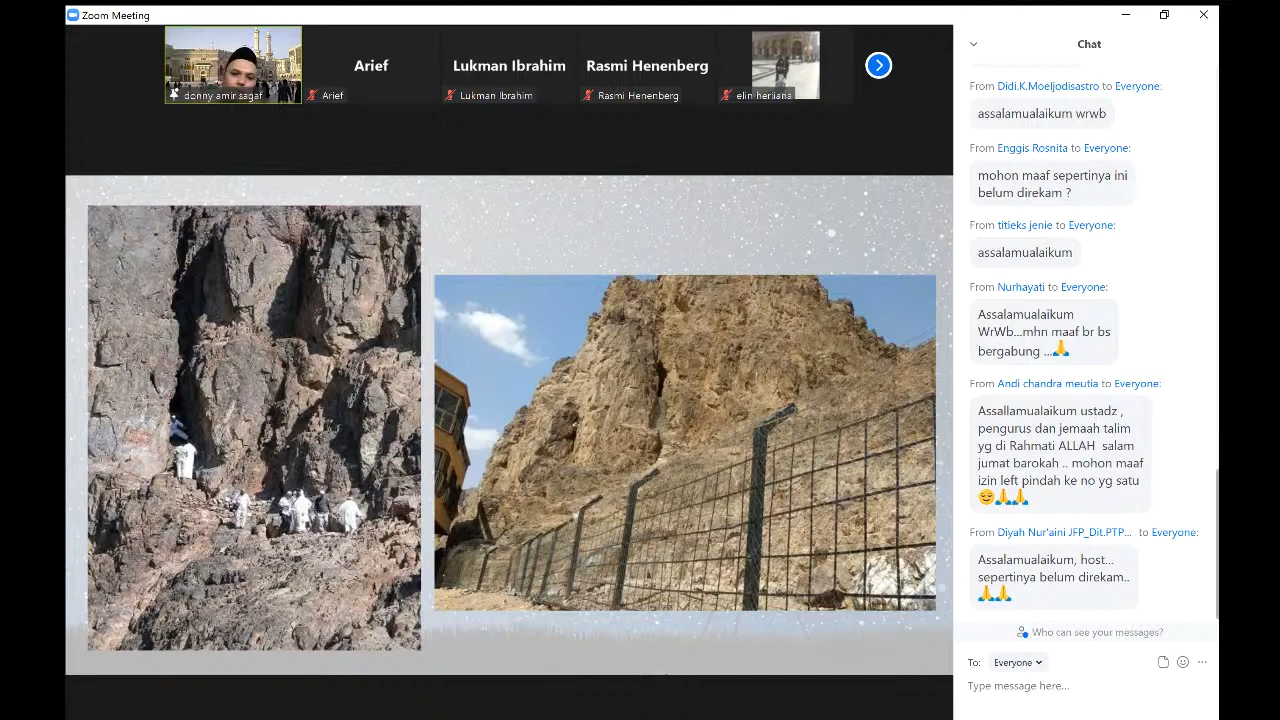 Zoom Meeting
donny amir sagaf
Arief
Arief
Lukman Ibrahim
Lukman Ibrahim
Rasmi Henenberg
Rasmi Henenberg
elin herliana
Chat
From Didi.K.Moeljodisastro to Everyone:
assalamualaikum wrwb
From Enggis Rosnita to Everyone:
mohon maaf sepertinya ini
belum direkam ?
From titieks jenie to Everyone:
assalamualaikum
From Nurhayati to Everyone:
Assalamualaikum
WrWb...mhn maaf br bs
bergabung ...🙏
From Andi chandra meutia to Everyone:
Assallamualaikum ustadz ,
pengurus dan jemaah talim
yg di Rahmati ALLAH salam
jumat barokah .. mohon maaf
izin left pindah ke no yg satu
😊🙏🙏
From Diyah Nur'aini JFP_Dit.PTP... to Everyone:
Assalamualaikum, host...
sepertinya belum direkam..
🙏🙏
Who can see your messages?
To: Everyone
Type message here...